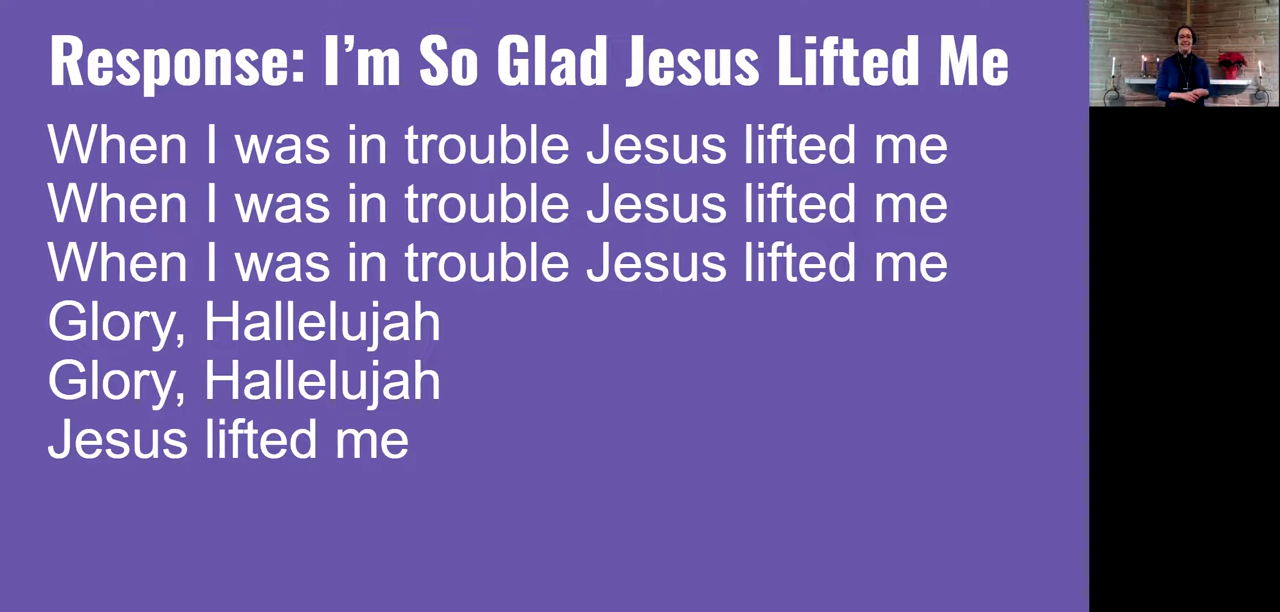 Response: I’m So Glad Jesus Lifted Me
When I was in trouble Jesus lifted me
When I was in trouble Jesus lifted me
When I was in trouble Jesus lifted me
Glory, Hallelujah
Glory, Hallelujah
Jesus lifted me